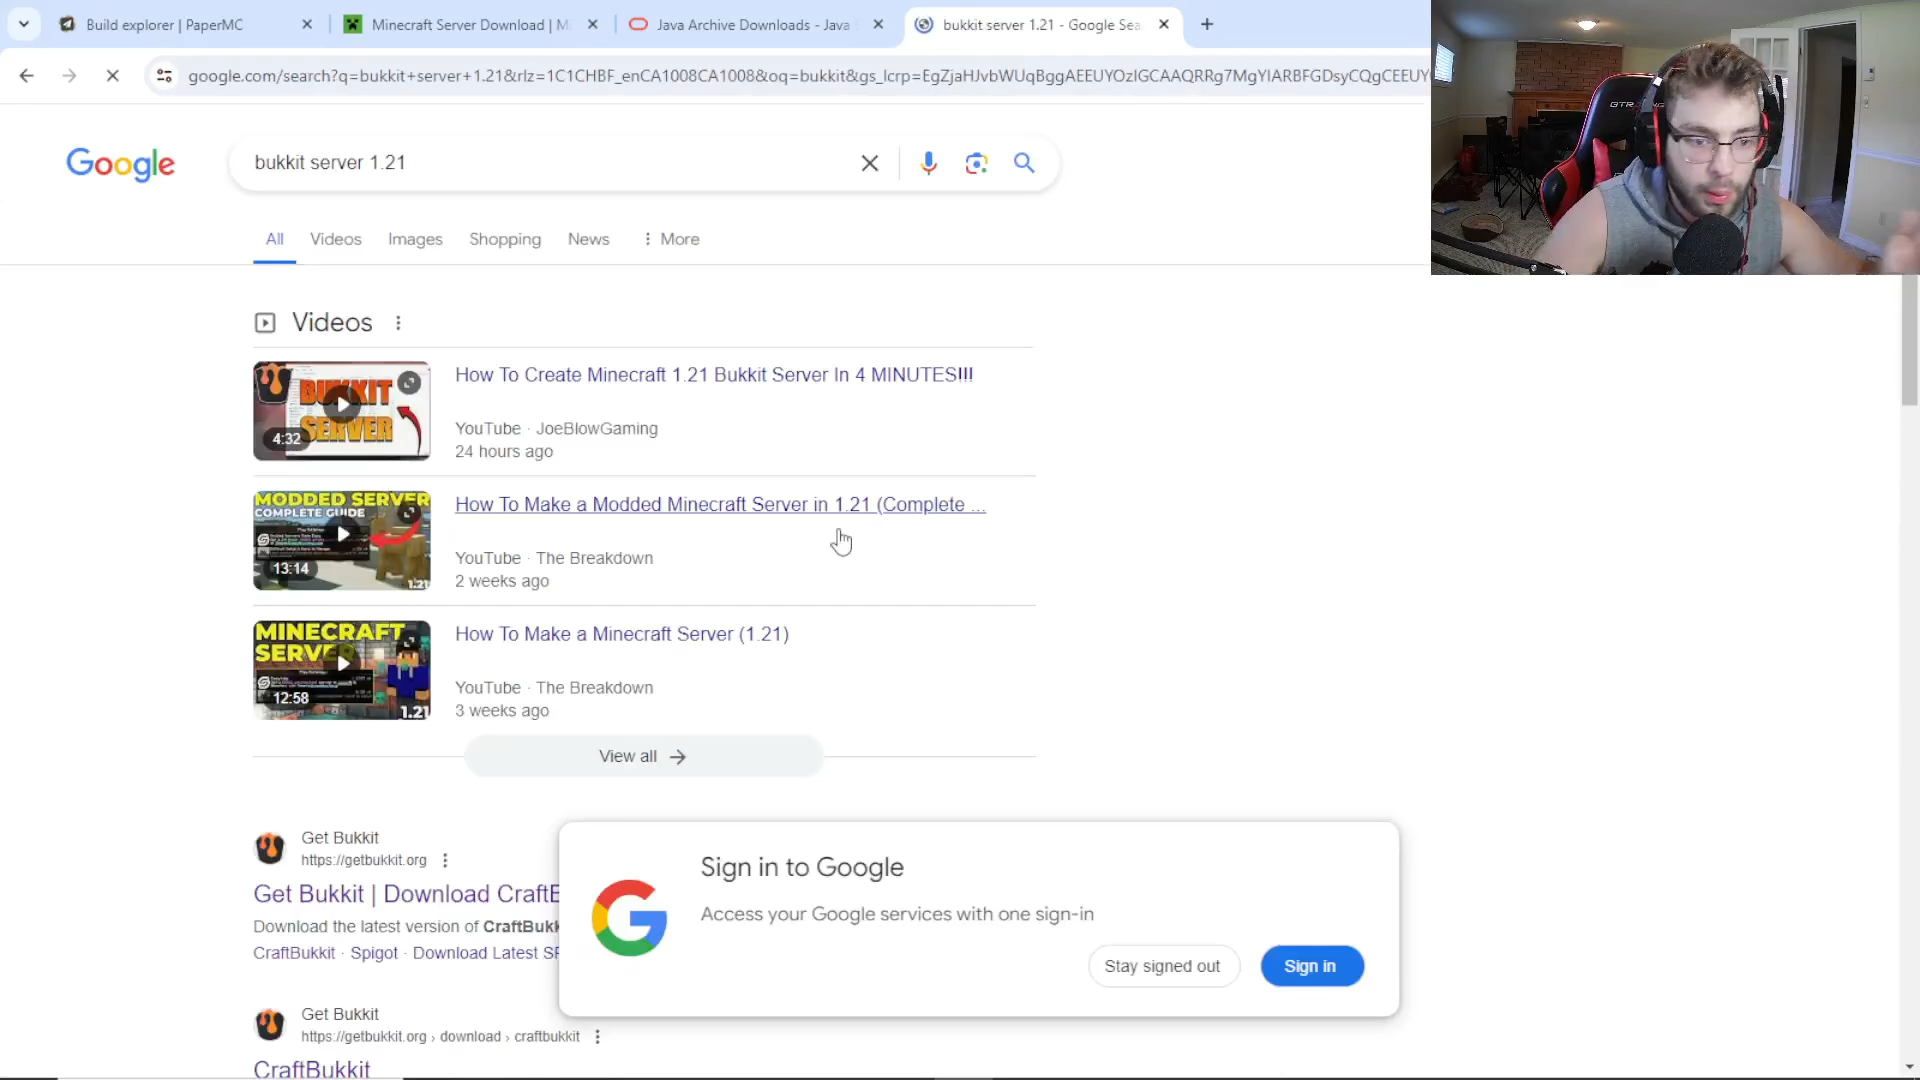 Build explorer | PaperMC
Minecraft Server Download | M
Java Archive Downloads - Java
bukkit server 1.21 - Google Sea
google.com/search?q=bukkit+server+1.21&rlz=1C1CHBF_enCA1008CA1008&oq=bukkit&gs_lcrp=EgZjaHJvbWUqBggAEEUYOzIGCAAQRRg7MgYIARBFGDsyCQgCEEUY
GTR
Google
bukkit server 1.21
All
Videos
Images
Shopping
News
More
Videos
BUKKIT
SERVER
4:32
How To Create Minecraft 1.21 Bukkit Server In 4 MINUTES!!!
YouTube · JoeBlowGaming
24 hours ago
MODDED SERVER
COMPLETE GUIDE
13:14
1.21
How To Make a Modded Minecraft Server in 1.21 (Complete ...
YouTube · The Breakdown
2 weeks ago
MINECRAFT
SERVER
12:58
1.21
How To Make a Minecraft Server (1.21)
YouTube · The Breakdown
3 weeks ago
View all
Get Bukkit
https://getbukkit.org
Get Bukkit | Download CraftB
Download the latest version of CraftBukk
CraftBukkit · Spigot · Download Latest SP
Get Bukkit
https://getbukkit.org › download › craftbukkit
CraftBukkit
Sign in to Google
Access your Google services with one sign-in
Stay signed out
Sign in